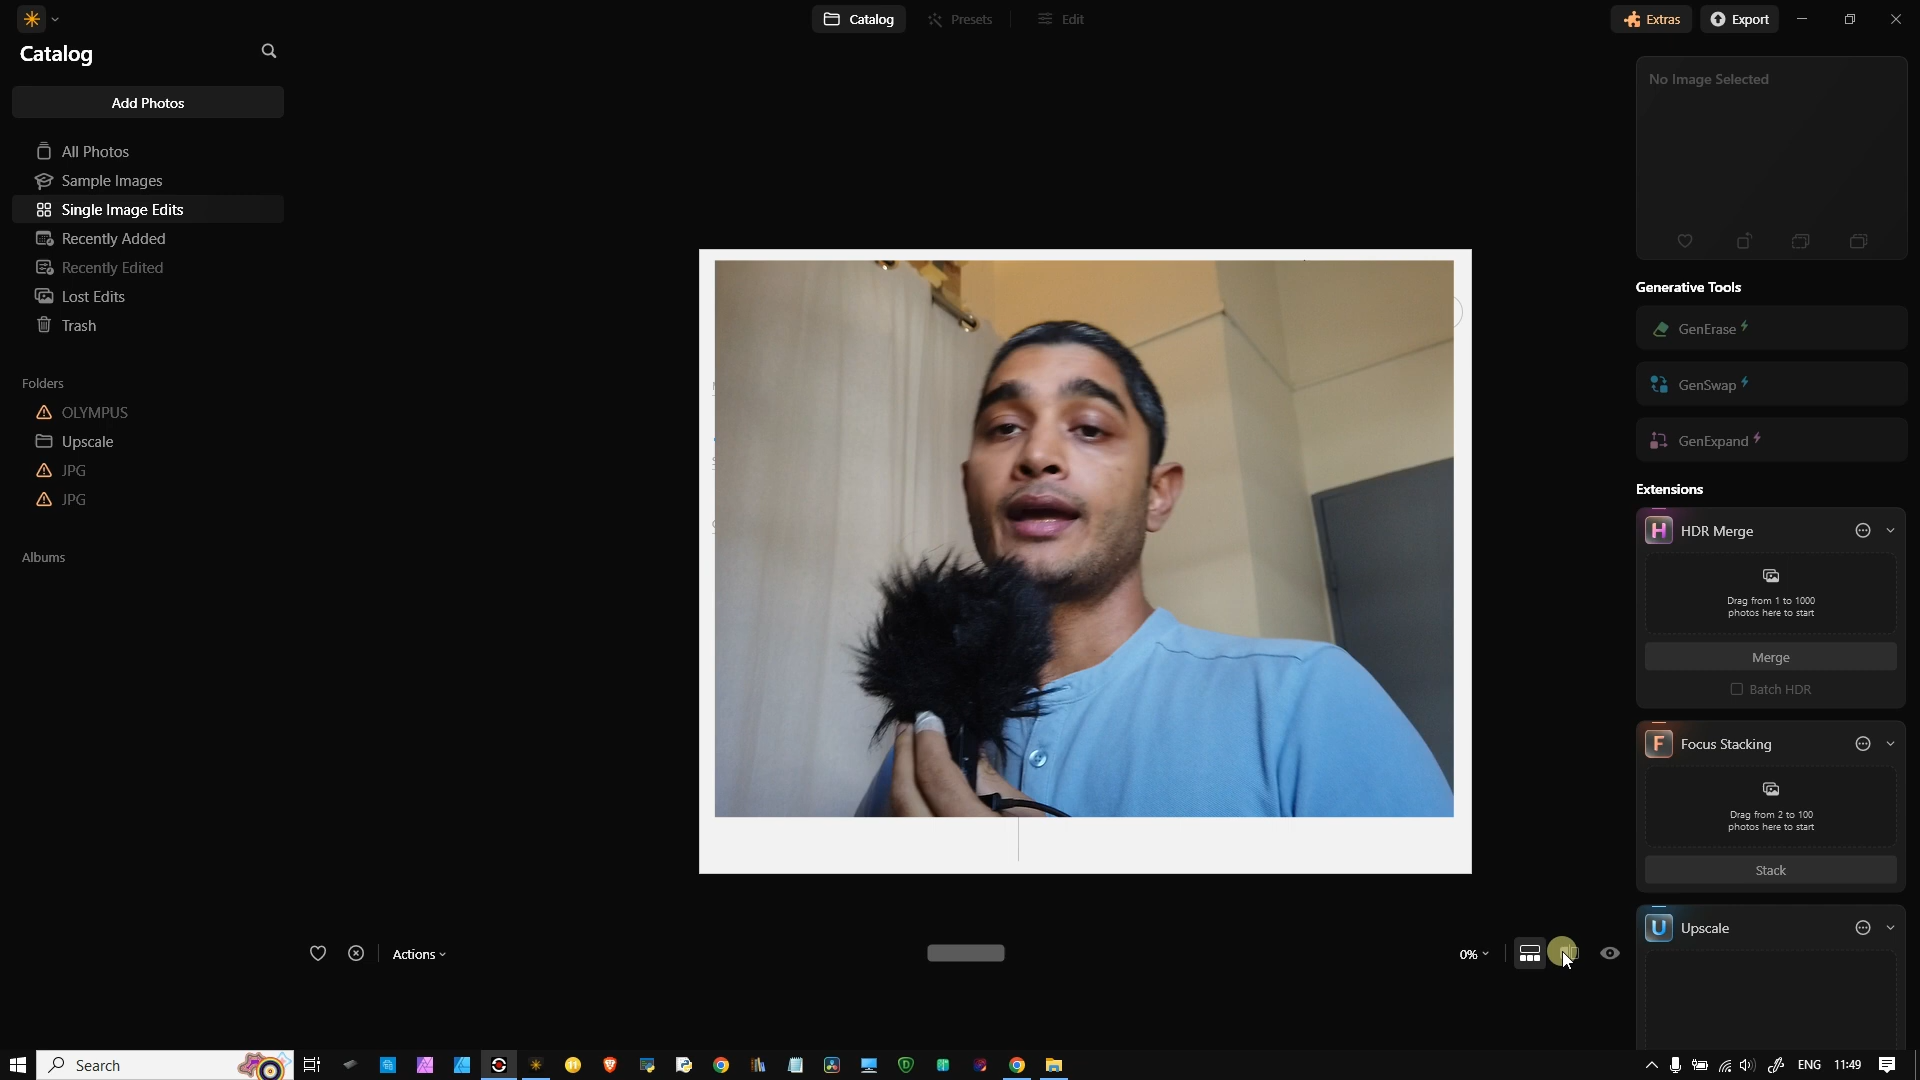 Catalog
Presets
Edit
Extras
Export
Catalog
Add Photos
All Photos
Sample Images
Single Image Edits
Recently Added
Recently Edited
Lost Edits
Trash
Folders
OLYMPUS
Upscale
JPG
JPG
Albums
Actions
0%
No Image Selected
Generative Tools
GenErase
GenSwap
GenExpand
Extensions
H HDR Merge
Drag from 1 to 1000
photos here to start
Merge
Batch HDR
F Focus Stacking
Drag from 2 to 100
photos here to start
Stack
U Upscale
Search
ENG 11:49